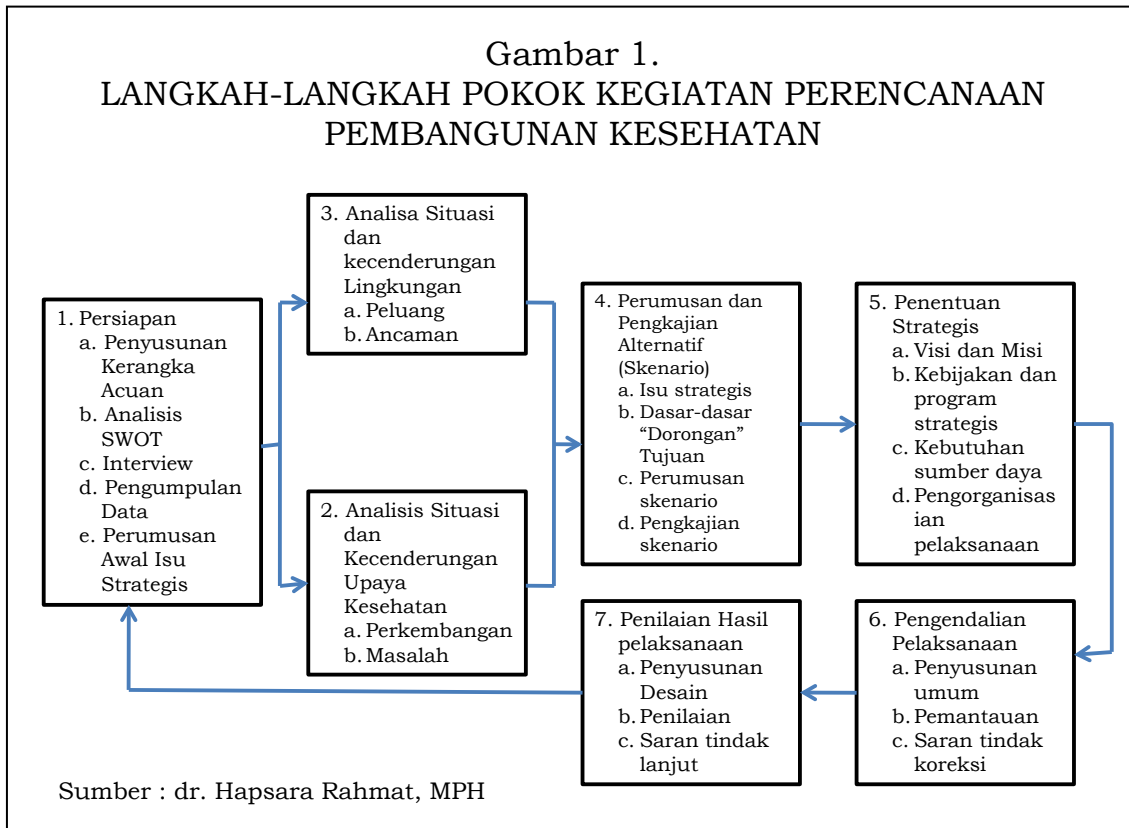 Gambar 1.
LANGKAH-LANGKAH POKOK KEGIATAN PERENCANAAN
PEMBANGUNAN KESEHATAN
1. Persiapan
a. Penyusunan
Kerangka
Acuan
b. Analisis
SWOT
c. Interview
d. Pengumpulan
Data
e. Perumusan
Awal Isu
Strategis
3. Analisa Situasi
dan
kecenderungan
Lingkungan
a. Peluang
b. Ancaman
2. Analisis Situasi
dan
Kecenderungan
Upaya
Kesehatan
a. Perkembangan
b. Masalah
4. Perumusan dan
Pengkajian
Alternatif
(Skenario)
a. Isu strategis
b. Dasar-dasar
“Dorongan”
Tujuan
c. Perumusan
skenario
d. Pengkajian
skenario
5. Penentuan
Strategis
a. Visi dan Misi
b. Kebijakan dan
program
strategis
c. Kebutuhan
sumber daya
d. Pengorganisas
ian
pelaksanaan
6. Pengendalian
Pelaksanaan
a. Penyusunan
umum
b. Pemantauan
c. Saran tindak
koreksi
7. Penilaian Hasil
pelaksanaan
a. Penyusunan
Desain
b. Penilaian
c. Saran tindak
lanjut
Sumber : dr. Hapsara Rahmat, MPH